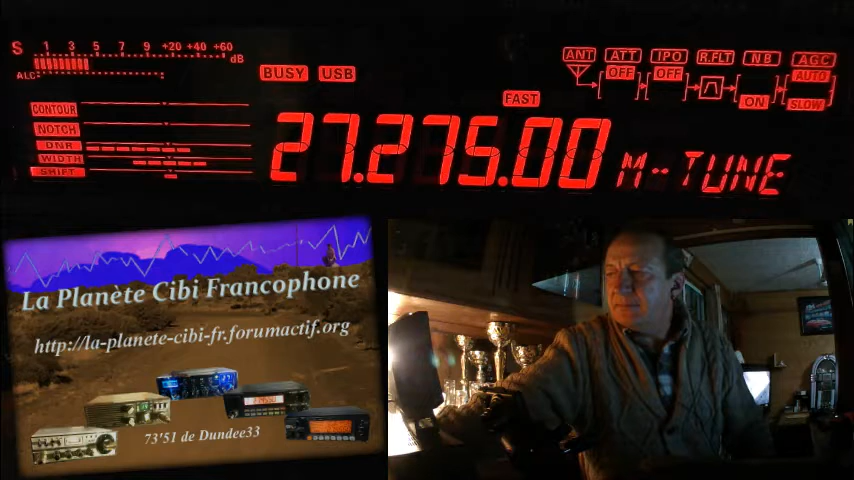 S 1 3 5 7 9 +20 +40 +60 dB
ALC
BUSY USB
ANT ATT IPO R.FLT NB AGC
OFF OFF AUTO
ON SLOW
FAST
CONTOUR
NOTCH
DNR
WIDTH
SHIFT
27.275.00 M-TUNE
La Planète Cibi Francophone
http://la-planete-cibi-fr.forumactif.org
73'51 de Dundee33